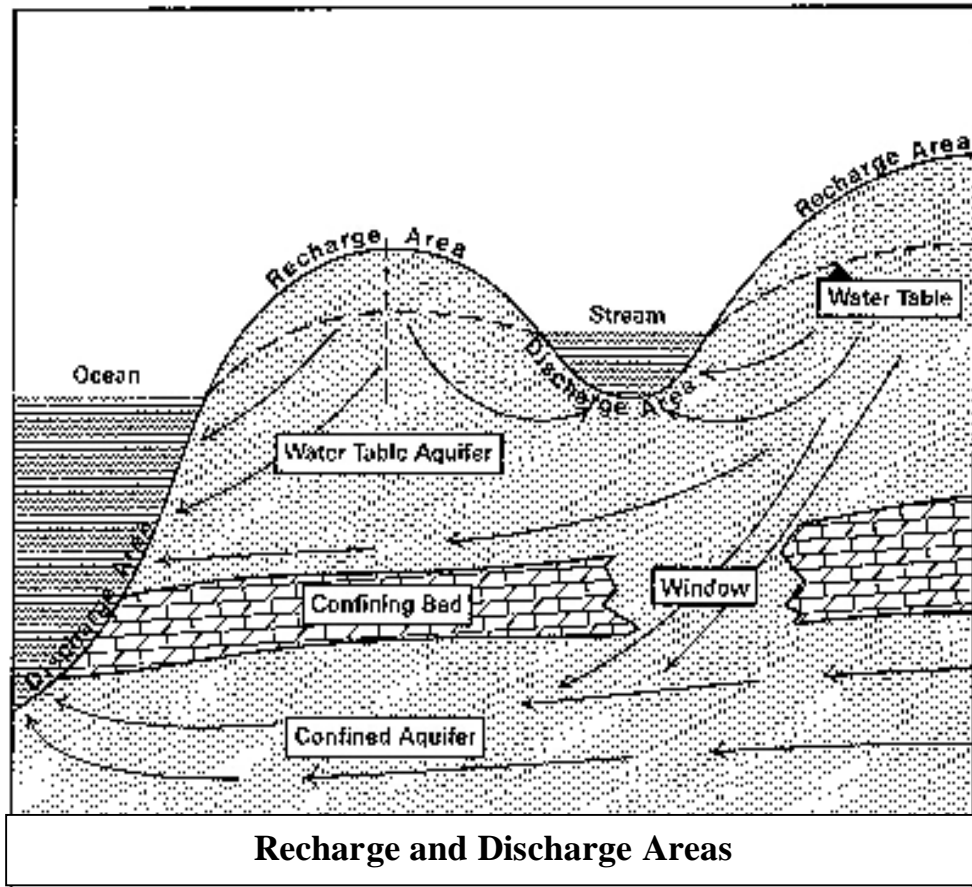 Recharge Area
Recharge Area
Water Table
Stream
Ocean
Discharge Area
Water Table Aquifer
Discharge Area
Window
Confining Bed
Confined Aquifer
Recharge and Discharge Areas